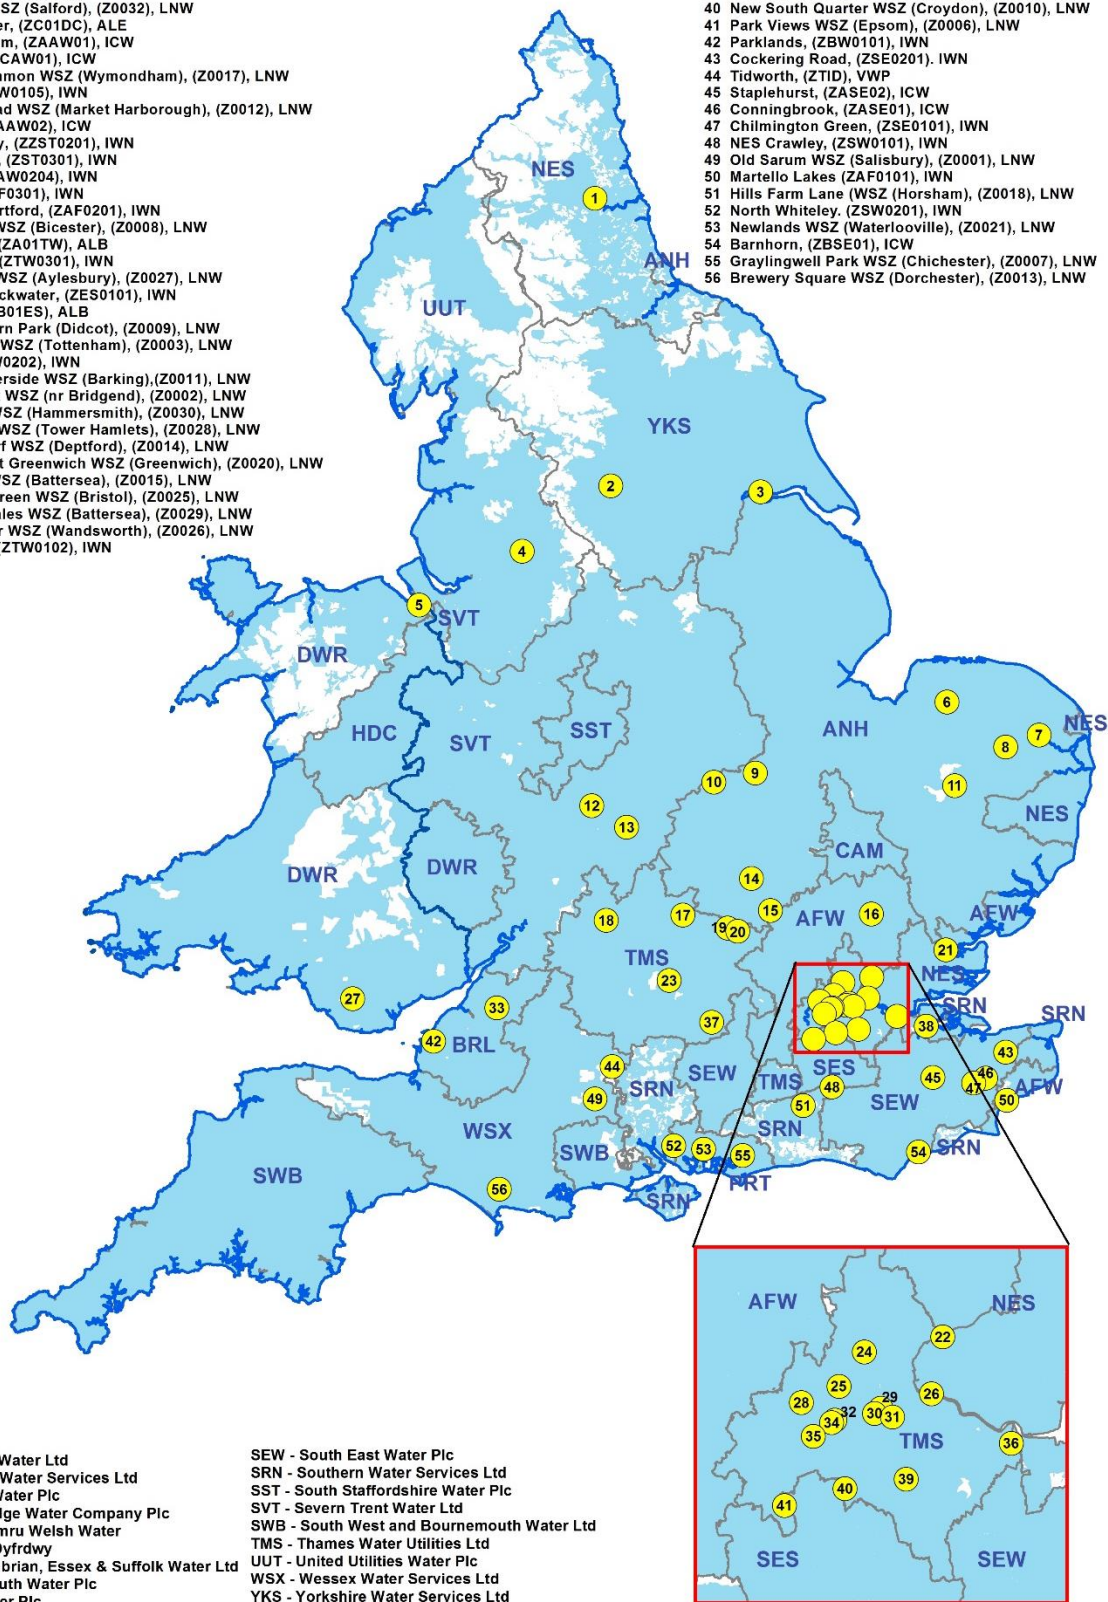 SZ (Salford), (Z0032), LNW
er, (ZC01DC), ALE
m, (ZAAW01), ICW
CAW01), ICW
mmon WSZ (Wymondham), (Z0017), LNW
W0105), IWN
ad WSZ (Market Harborough), (Z0012), LNW
AAW02), ICW
y, (ZZST0201), IWN
, (ZST0301), IWN
AW0204), IWN
F0301), IWN
rtford, (ZAF0201), IWN
WSZ (Bicester), (Z0008), LNW
(ZA01TW), ALB
(ZTW0301), IWN
WSZ (Aylesbury), (Z0027), LNW
ckwater, (ZES0101), IWN
B01ES), ALB
rn Park (Didcot), (Z0009), LNW
WSZ (Tottenham), (Z0003), LNW
W0202), IWN
erside WSZ (Barking),(Z0011), LNW
t WSZ (nr Bridgend), (Z0002), LNW
WSZ (Hammersmith), (Z0030), LNW
WSZ (Tower Hamlets), (Z0028), LNW
rf WSZ (Deptford), (Z0014), LNW
t Greenwich WSZ (Greenwich), (Z0020), LNW
WSZ (Battersea), (Z0015), LNW
reen WSZ (Bristol), (Z0025), LNW
ales WSZ (Battersea), (Z0029), LNW
r WSZ (Wandsworth), (Z0026), LNW
ZTW0102), IWN
40 New South Quarter WSZ (Croydon), (Z0010), LNW
41 Park Views WSZ (Epsom), (Z0006), LNW
42 Parklands, (ZBW0101), IWN
43 Cockering Road, (ZSE0201). IWN
44 Tidworth, (ZTID), VWP
45 Staplehurst, (ZASE02), ICW
46 Conningbrook, (ZASE01), ICW
47 Chilmington Green, (ZSE0101), IWN
48 NES Crawley, (ZSW0101), IWN
49 Old Sarum WSZ (Salisbury), (Z0001), LNW
50 Martello Lakes (ZAF0101), IWN
51 Hills Farm Lane (WSZ (Horsham), (Z0018), LNW
52 North Whiteley. (ZSW0201), IWN
53 Newlands WSZ (Waterlooville), (Z0021), LNW
54 Barnhorn, (ZBSE01), ICW
55 Graylingwell Park WSZ (Chichester), (Z0007), LNW
56 Brewery Square WSZ (Dorchester), (Z0013), LNW
NES
1
ANH
UUT
YKS
2
3
4
5
SVT
DWR
6
HDC
SVT
SST
ANH
7
NES
8
10
9
11
12
13
NES
CAM
DWR
DWR
14
15
16
AFW
AFW
18
17
19
20
TMS
21
NES
23
27
33
SRN
SRN
37
38
42
BRL
43
44
SEW
SES
TMS
45
46
47
AFW
48
SRN
49
SEW
50
51
SRN
WSX
SWB
52
53
55
54
SRN
SWB
PRT
56
SRN
AFW
NES
22
24
25
26
28
29
32
30
31
34
35
TMS
36
39
40
41
SES
SEW
Water Ltd
Water Services Ltd
Water Plc
dge Water Company Plc
mru Welsh Water
Dyfrdwy
brian, Essex & Suffolk Water Ltd
uth Water Plc
er Plc
SEW - South East Water Plc
SRN - Southern Water Services Ltd
SST - South Staffordshire Water Plc
SVT - Severn Trent Water Ltd
SWB - South West and Bournemouth Water Ltd
TMS - Thames Water Utilities Ltd
UUT - United Utilities Water Plc
WSX - Wessex Water Services Ltd
YKS - Yorkshire Water Services Ltd